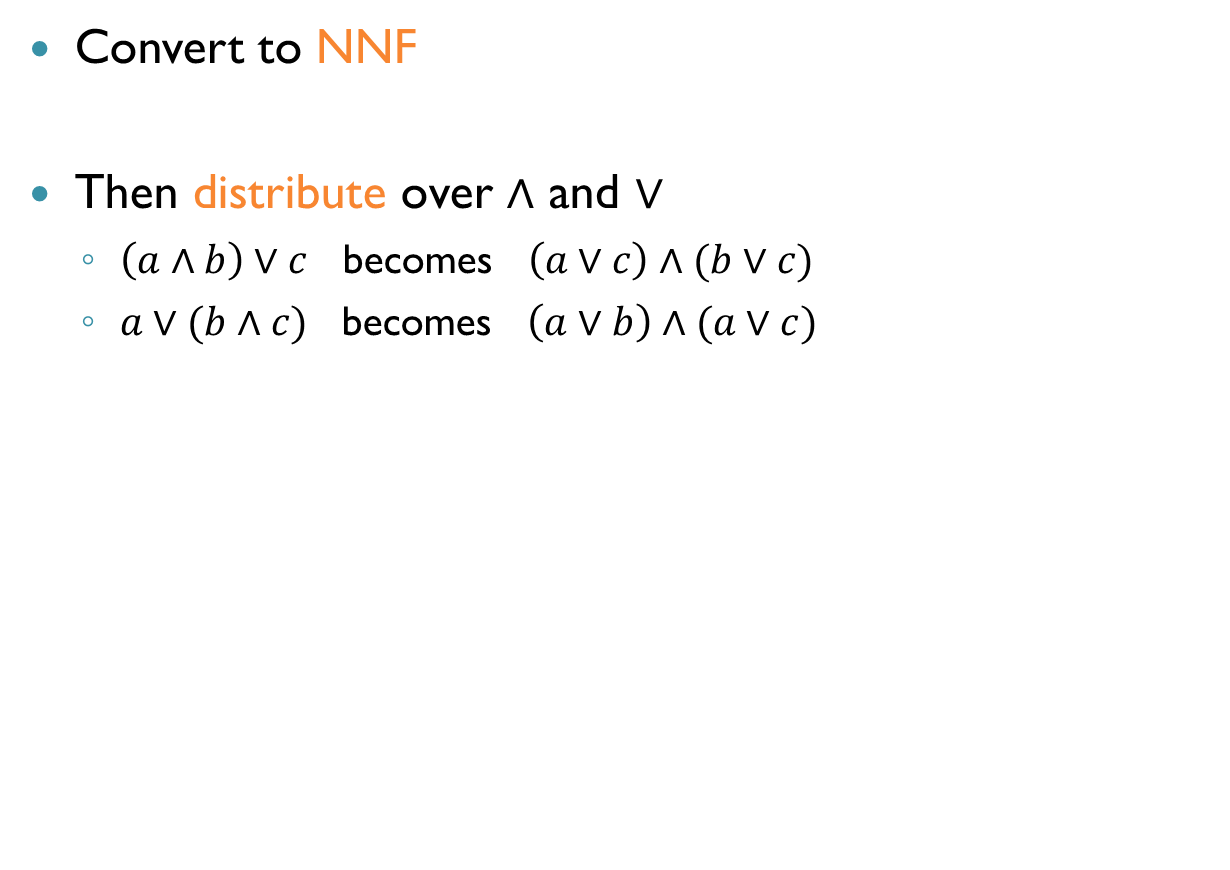 • Convert to NNF
• Then distribute over ∧ and ∨
◦ (a ∧ b) ∨ c becomes (a ∨ c) ∧ (b ∨ c)
◦ a ∨ (b ∧ c) becomes (a ∨ b) ∧ (a ∨ c)